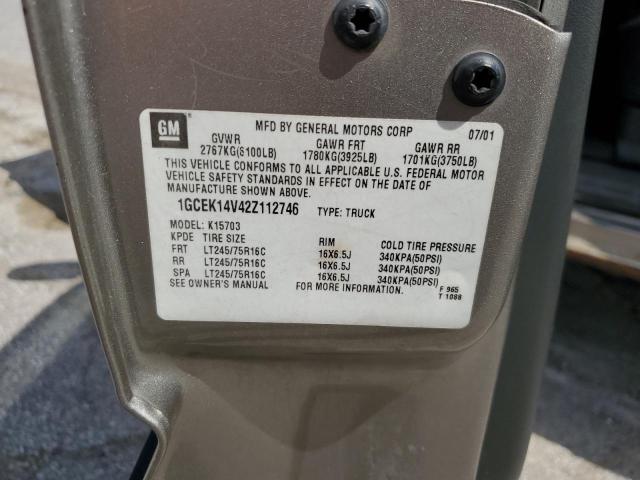 GM
MFD BY GENERAL MOTORS CORP 07/01
GVWR GAWR FRT GAWR RR
2767KG(6100LB) 1780KG(3925LB) 1701KG(3750LB)
THIS VEHICLE CONFORMS TO ALL APPLICABLE U.S. FEDERAL MOTOR
VEHICLE SAFETY STANDARDS IN EFFECT ON THE DATE OF
MANUFACTURE SHOWN ABOVE.
1GCEK14V42Z112746 TYPE: TRUCK
MODEL: K15703
KPDE TIRE SIZE RIM COLD TIRE PRESSURE
FRT LT245/75R16C 16X6.5J 340KPA(50PSI)
RR LT245/75R16C 16X6.5J 340KPA(50PSI)
SPA LT245/75R16C 16X6.5J 340KPA(50PSI)
SEE OWNER'S MANUAL FOR MORE INFORMATION. F 965
T 1088